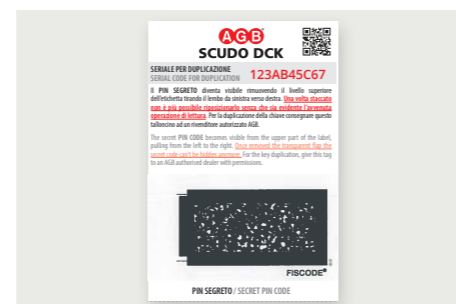 AGB
SCUDO DCK
SERIALE PER DUPLICAZIONE
SERIAL CODE FOR DUPLICATION
123AB45C67
Il PIN SEGRETO diventa visibile rimuovendo il livello superiore
dell'etichetta tirando il lembo da sinistra verso destra. Una volta staccato
non è più possibile riposizionarlo senza che sia evidente l'avvenuta
operazione di lettura. Per la duplicazione della chiave consegnare questo
talloncino ad un rivenditore autorizzato AGB.
The secret PIN CODE becomes visible from the upper part of the label,
pulling from the left to the right. Once removed the transparent flap the
secret code can't be hidden anymore. For the key duplication, give this tag
to an AGB authorised dealer with permissions.
FISCODE®
PIN SEGRETO / SECRET PIN CODE